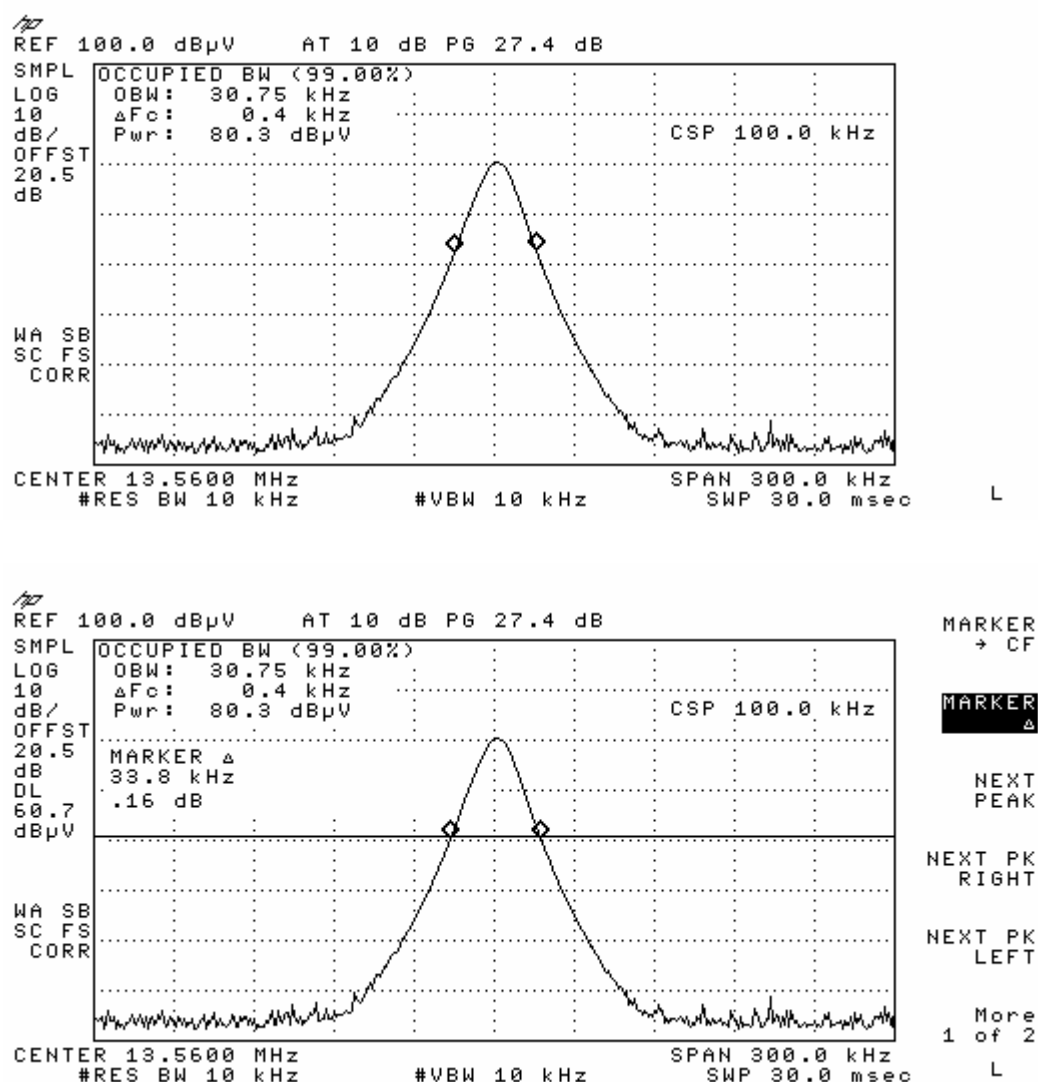 hp
REF 100.0 dBµV AT 10 dB PG 27.4 dB
SMPL
LOG
10
dB/
OFFST
20.5
dB
OCCUPIED BW (99.00%)
OBW: 30.75 kHz
▵Fc: 0.4 kHz
Pwr: 80.3 dBµV
CSP 100.0 kHz
WA SB
SC FS
CORR
CENTER 13.5600 MHz SPAN 300.0 kHz
#RES BW 10 kHz #VBW 10 kHz SWP 30.0 msec
L
hp
REF 100.0 dBµV AT 10 dB PG 27.4 dB
SMPL
LOG
10
dB/
OFFST
20.5
dB
DL
60.7
dBµV
OCCUPIED BW (99.00%)
OBW: 30.75 kHz
▵Fc: 0.4 kHz
Pwr: 80.3 dBµV
CSP 100.0 kHz
MARKER ▵
33.8 kHz
.16 dB
WA SB
SC FS
CORR
CENTER 13.5600 MHz SPAN 300.0 kHz
#RES BW 10 kHz #VBW 10 kHz SWP 30.0 msec
MARKER
→ CF
MARKER
▵
NEXT
PEAK
NEXT PK
RIGHT
NEXT PK
LEFT
More
1 of 2
L